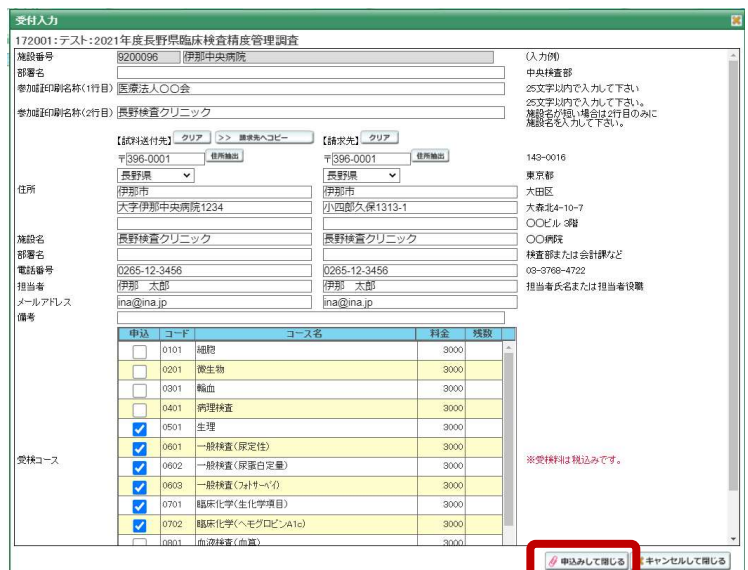 受付入力
172001:テスト:2021年度長野県臨床検査精度管理調査
施設番号 9200096 伊那中央病院 (入力例)
部署名 中央検査部
参加証印刷名称(1行目) 医療法人〇〇会 25文字以内で入力して下さい
参加証印刷名称(2行目) 長野検査クリニック 25文字以内で入力して下さい。
施設名が短い場合は2行目のみに
施設名を入力して下さい。
【試料送付先】 クリア >> 請求先へコピー 【請求先】 クリア
〒396-0001 住所抽出 〒396-0001 住所抽出 143-0016
長野県 長野県 東京都
住所 伊那市 伊那市 大田区
大字伊那中央病院1234 小四郎久保1313-1 大森北4-10-7
〇〇ビル 3階
施設名 長野検査クリニック 長野検査クリニック 〇〇病院
部署名 検査部または会計課など
電話番号 0265-12-3456 0265-12-3456 03-3768-4722
担当者 伊那 太郎 伊那 太郎 担当者氏名または担当者役職
メールアドレス ina@ina.jp ina@ina.jp
備考
申込 コード コース名 料金 残数
0101 細胞 3000
0201 微生物 3000
0301 輸血 3000
0401 病理検査 3000
0501 生理 3000
0601 一般検査(尿定性) 3000
受検コース 0602 一般検査(尿蛋白定量) 3000 ※受検料は税込みです。
0603 一般検査(フォトサーベイ) 3000
0701 臨床化学(生化学項目) 3000
0702 臨床化学(ヘモグロビンA1c) 3000
0801 血液検査(血算) 3000
申込みして閉じる キャンセルして閉じる